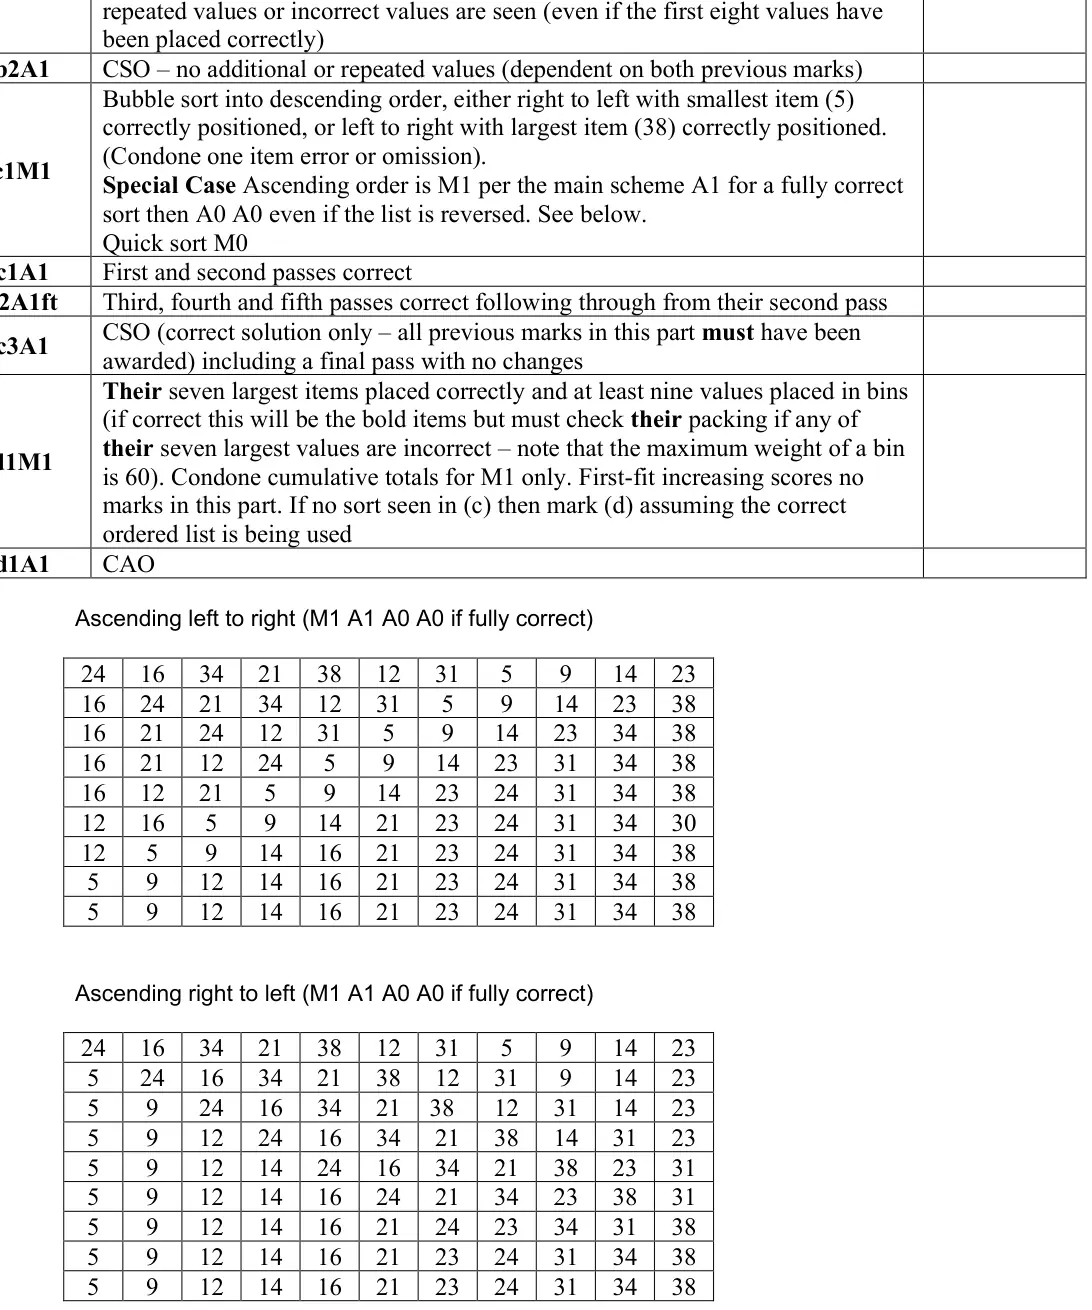 repeated values or incorrect values are seen (even if the first eight values have
been placed correctly)
b2A1 CSO – no additional or repeated values (dependent on both previous marks)
Bubble sort into descending order, either right to left with smallest item (5)
correctly positioned, or left to right with largest item (38) correctly positioned.
(Condone one item error or omission).
c1M1
Special Case Ascending order is M1 per the main scheme A1 for a fully correct
sort then A0 A0 even if the list is reversed. See below.
Quick sort M0
c1A1 First and second passes correct
2A1ft Third, fourth and fifth passes correct following through from their second pass
c3A1 CSO (correct solution only – all previous marks in this part must have been
awarded) including a final pass with no changes
Their seven largest items placed correctly and at least nine values placed in bins
(if correct this will be the bold items but must check their packing if any of
their seven largest values are incorrect – note that the maximum weight of a bin
d1M1 is 60). Condone cumulative totals for M1 only. First-fit increasing scores no
marks in this part. If no sort seen in (c) then mark (d) assuming the correct
ordered list is being used
d1A1 CAO
Ascending left to right (M1 A1 A0 A0 if fully correct)
24 16 34 21 38 12 31 5 9 14 23
16 24 21 34 12 31 5 9 14 23 38
16 21 24 12 31 5 9 14 23 34 38
16 21 12 24 5 9 14 23 31 34 38
16 12 21 5 9 14 23 24 31 34 38
12 16 5 9 14 21 23 24 31 34 30
12 5 9 14 16 21 23 24 31 34 38
5 9 12 14 16 21 23 24 31 34 38
5 9 12 14 16 21 23 24 31 34 38
Ascending right to left (M1 A1 A0 A0 if fully correct)
24 16 34 21 38 12 31 5 9 14 23
5 24 16 34 21 38 12 31 9 14 23
5 9 24 16 34 21 38 12 31 14 23
5 9 12 24 16 34 21 38 14 31 23
5 9 12 14 24 16 34 21 38 23 31
5 9 12 14 16 24 21 34 23 38 31
5 9 12 14 16 21 24 23 34 31 38
5 9 12 14 16 21 23 24 31 34 38
5 9 12 14 16 21 23 24 31 34 38